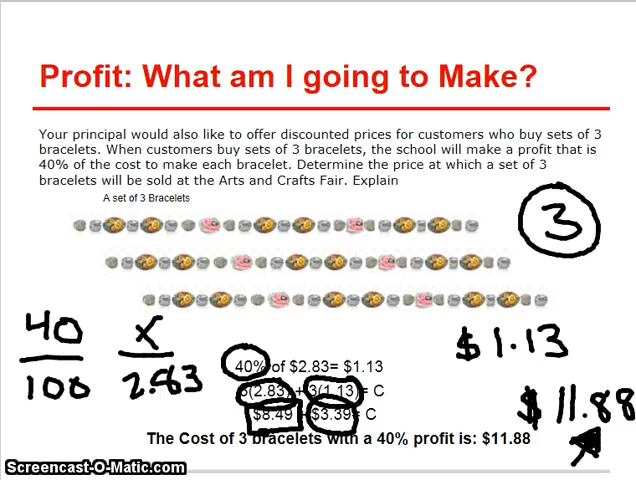 Profit: What am I going to Make?
Your principal would also like to offer discounted prices for customers who buy sets of 3
bracelets. When customers buy sets of 3 bracelets, the school will make a profit that is
40% of the cost to make each bracelet. Determine the price at which a set of 3
bracelets will be sold at the Arts and Crafts Fair. Explain
A set of 3 Bracelets
3
40 X
100 2.83
$1.13
40% of $2.83= $1.13
3(2.83) + 3(1.13)= C
$8.49 + $3.39= C
$11.88
The Cost of 3 bracelets with a 40% profit is: $11.88
Screencast-O-Matic.com